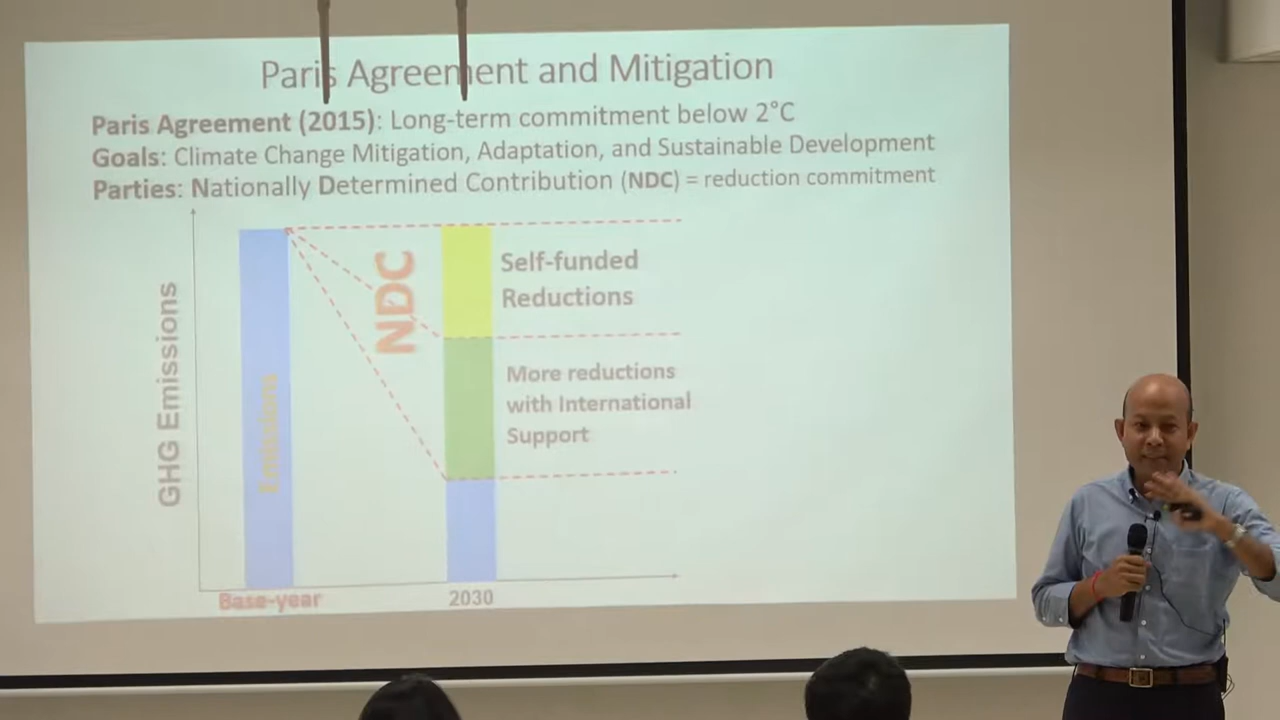 Paris Agreement and Mitigation
Paris Agreement (2015): Long-term commitment below 2°C
Goals: Climate Change Mitigation, Adaptation, and Sustainable Development
Parties: Nationally Determined Contribution (NDC) = reduction commitment
GHG Emissions
Emissions
NDC
Self-funded
Reductions
More reductions
with International
Support
Base-year
2030